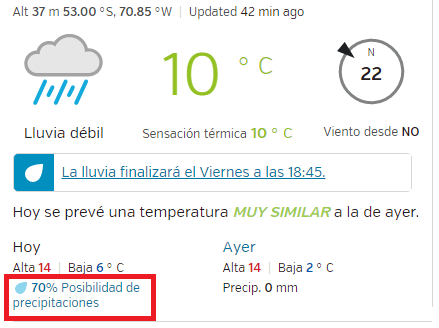 Alt 37 m 53.00 °S, 70.85 °W | Updated 42 min ago
10 ° C
N
22
Lluvia débil
Sensación térmica 10 ° C
Viento desde NO
La lluvia finalizará el Viernes a las 18:45.
Hoy se prevé una temperatura MUY SIMILAR a la de ayer.
Hoy
Alta 14 | Baja 6 ° C
70% Posibilidad de
precipitaciones
Ayer
Alta 14 | Baja 2 ° C
Precip. 0 mm